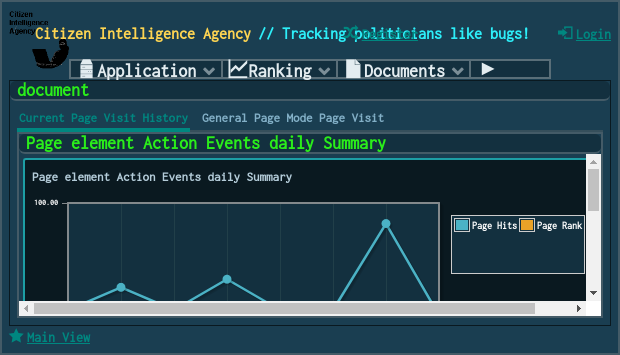 Citizen
Intelligence
Agency
Citizen Intelligence Agency // Tracking politicians like bugs!
Login
Application Ranking Documents
document
Current Page Visit History General Page Mode Page Visit
Page element Action Events daily Summary
Page element Action Events daily Summary
100.00
Page Hits Page Rank
Main View